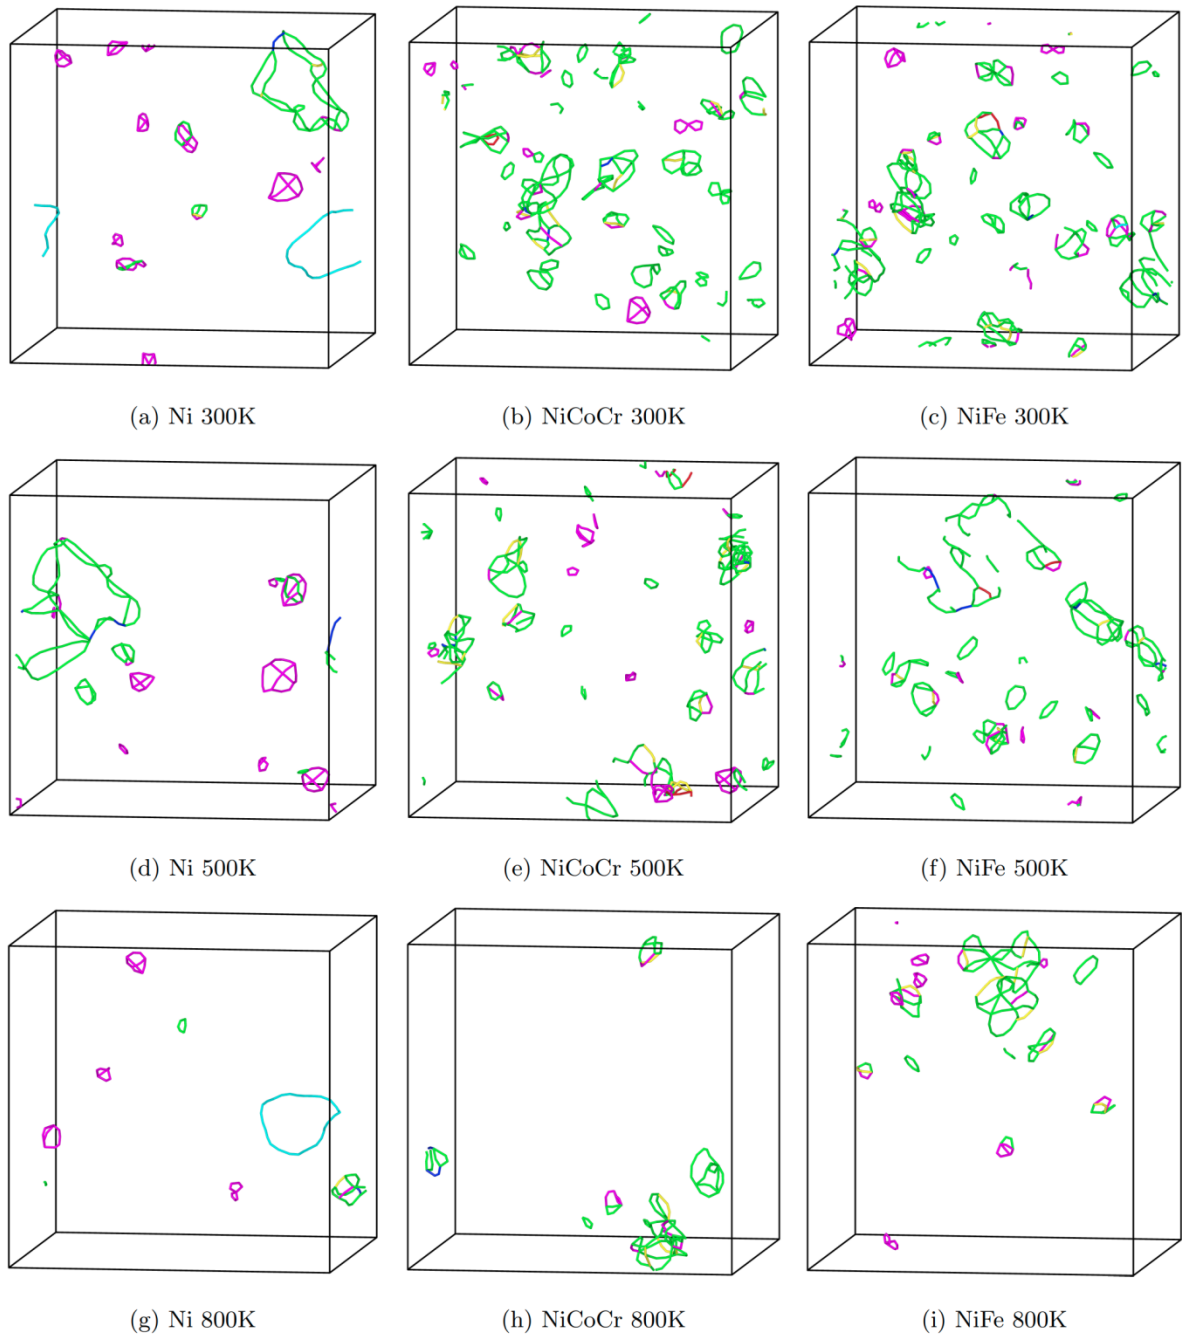 (a) Ni 300K
(b) NiCoCr 300K
(c) NiFe 300K
(d) Ni 500K
(e) NiCoCr 500K
(f) NiFe 500K
(g) Ni 800K
(h) NiCoCr 800K
(i) NiFe 800K